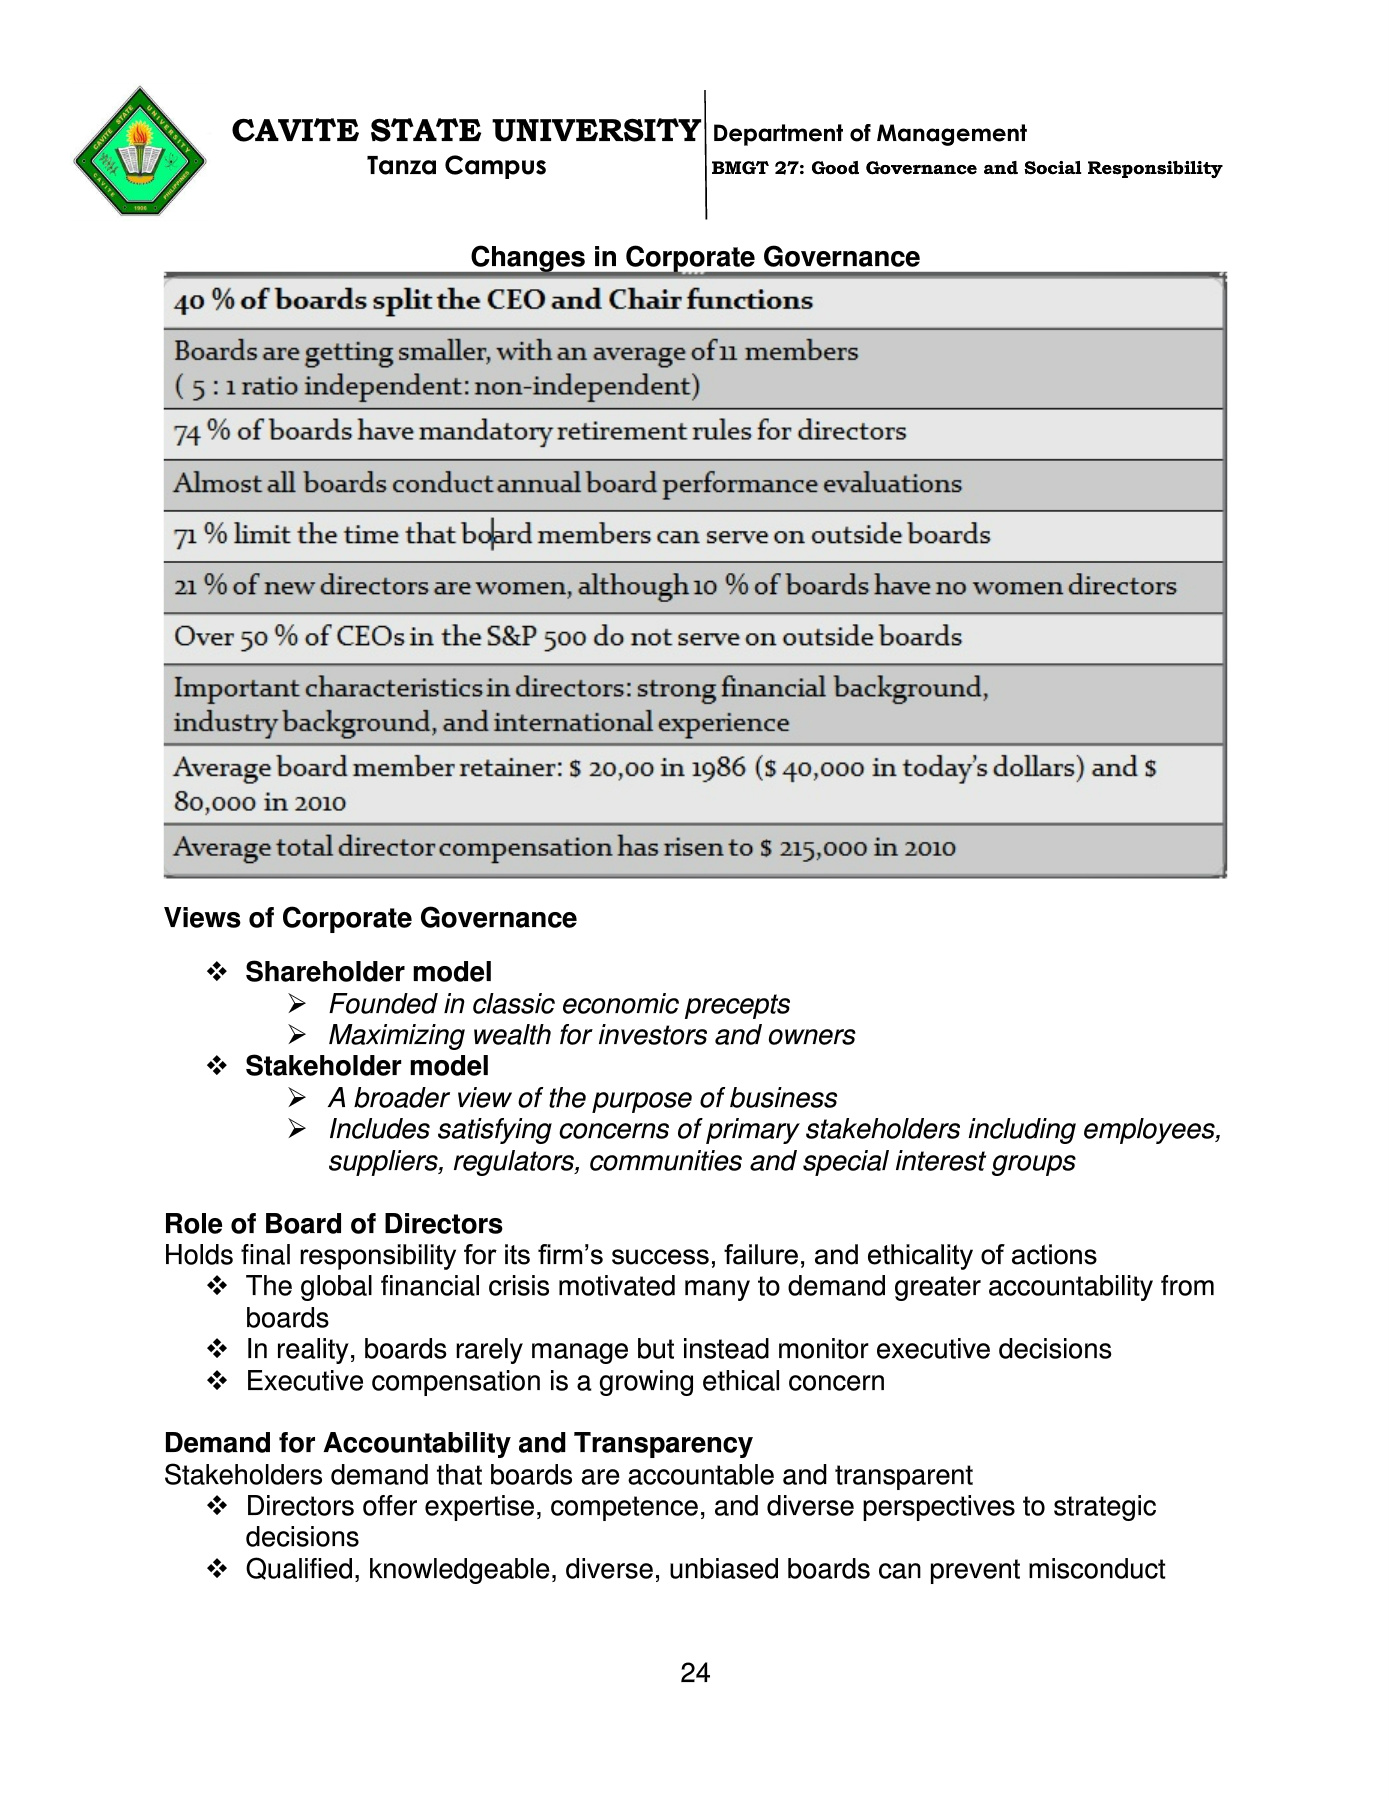 CAVITE STATE UNIVERSITY
Tanza Campus
Department of Management
BMGT 27: Good Governance and Social Responsibility
CAVITE STATE UNIVERSITY
CAVITE
PHILIPPINES
1906
Changes in Corporate Governance
40 % of boards split the CEO and Chair functions
Boards are getting smaller, with an average of 11 members
( 5 : 1 ratio independent: non-independent)
74 % of boards have mandatory retirement rules for directors
Almost all boards conduct annual board performance evaluations
71 % limit the time that board members can serve on outside boards
21 % of new directors are women, although 10 % of boards have no women directors
Over 50 % of CEOs in the S&P 500 do not serve on outside boards
Important characteristics in directors: strong financial background,
industry background, and international experience
Average board member retainer: $ 20,00 in 1986 ($ 40,000 in today’s dollars) and $
80,000 in 2010
Average total director compensation has risen to $ 215,000 in 2010
Views of Corporate Governance
❖ Shareholder model
➢ Founded in classic economic precepts
➢ Maximizing wealth for investors and owners
❖ Stakeholder model
➢ A broader view of the purpose of business
➢ Includes satisfying concerns of primary stakeholders including employees,
suppliers, regulators, communities and special interest groups
Role of Board of Directors
Holds final responsibility for its firm’s success, failure, and ethicality of actions
❖ The global financial crisis motivated many to demand greater accountability from
boards
❖ In reality, boards rarely manage but instead monitor executive decisions
❖ Executive compensation is a growing ethical concern
Demand for Accountability and Transparency
Stakeholders demand that boards are accountable and transparent
❖ Directors offer expertise, competence, and diverse perspectives to strategic
decisions
❖ Qualified, knowledgeable, diverse, unbiased boards can prevent misconduct
24